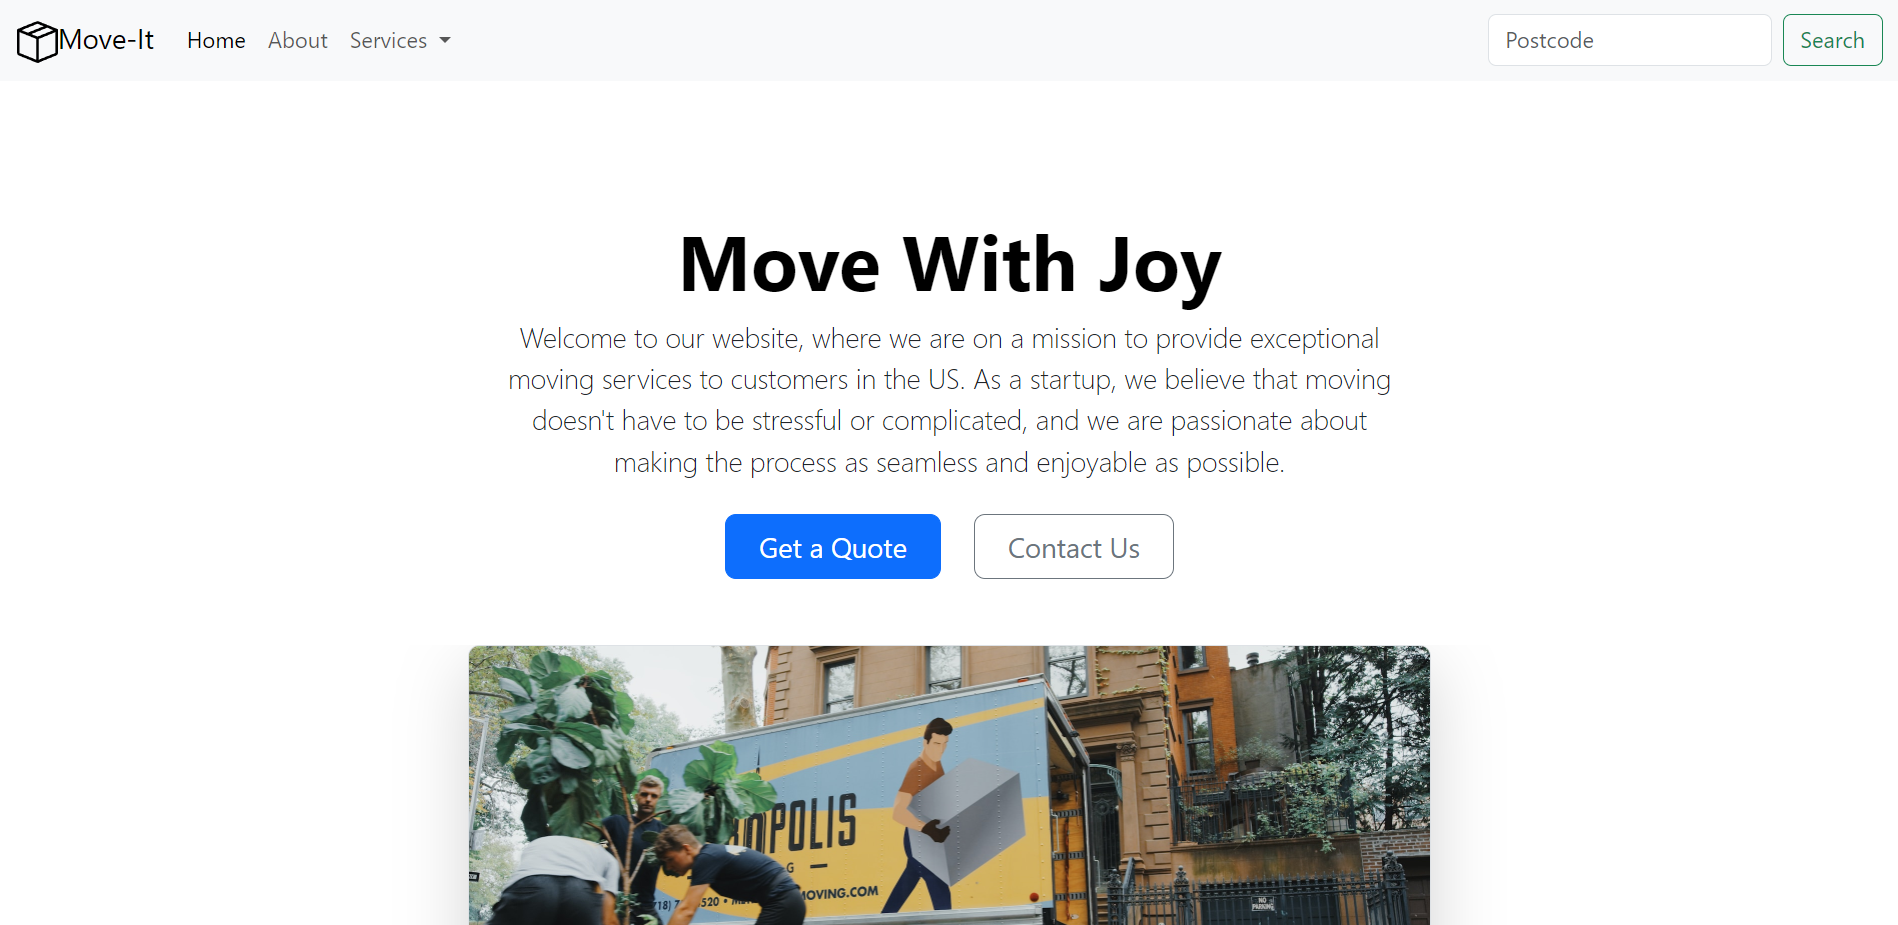 Move-It
Home
About
Services
Postcode
Search
Move With Joy
Welcome to our website, where we are on a mission to provide exceptional
moving services to customers in the US. As a startup, we believe that moving
doesn't have to be stressful or complicated, and we are passionate about
making the process as seamless and enjoyable as possible.
Get a Quote
Contact Us
POLIS
G —
OVING.COM
NO
PARKING